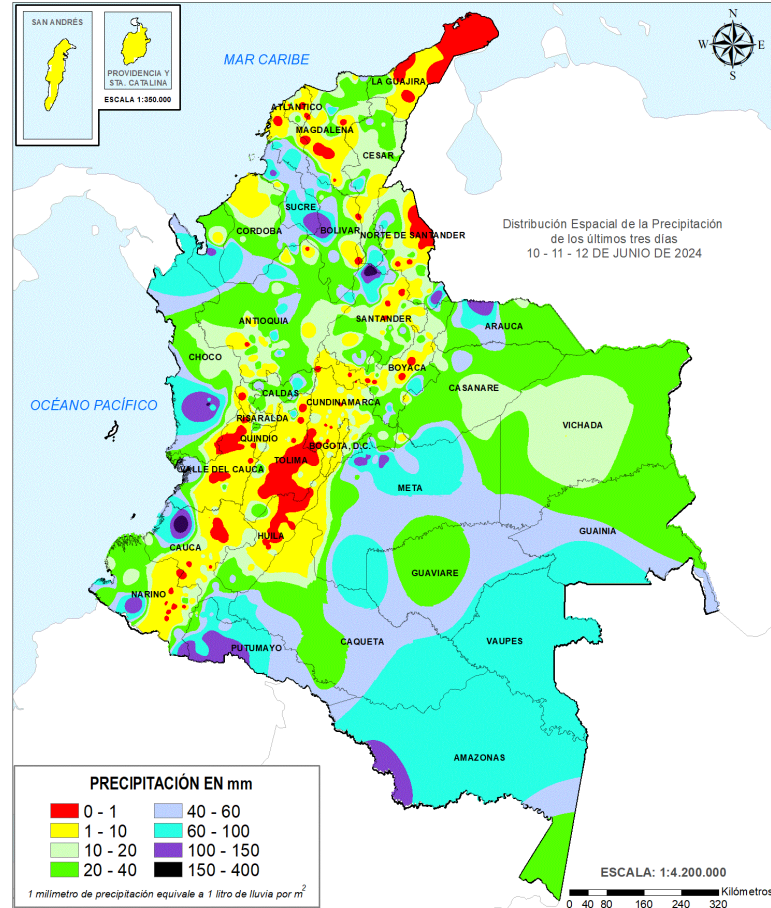 SAN ANDRÉS
PROVIDENCIA Y
STA. CATALINA
ESCALA 1:350.000
MAR CARIBE
N
W
E
S
LA GUAJIRA
ATLANTICO
MAGDALENA
CESAR
SUCRE
CORDOBA
BOLIVAR
NORTE DE SANTANDER
Distribución Espacial de la Precipitación
de los últimos tres días
10 - 11 - 12 DE JUNIO DE 2024
ANTIOQUIA
SANTANDER
ARAUCA
CHOCO
BOYACA
CASANARE
OCÉANO PACÍFICO
CALDAS
CUNDINAMARCA
RISARALDA
VICHADA
QUINDIO
BOGOTA, D.C.
TOLIMA
VALLE DEL CAUCA
META
GUAINIA
CAUCA
HUILA
GUAVIARE
NARINO
PUTUMAYO
CAQUETA
VAUPES
AMAZONAS
PRECIPITACIÓN EN mm
0 - 1
40 - 60
1 - 10
60 - 100
10 - 20
100 - 150
20 - 40
150 - 400
1 milímetro de precipitación equivale a 1 litro de lluvia por m²
ESCALA: 1:4.200.000
Kilómetros
0 40 80 160 240 320